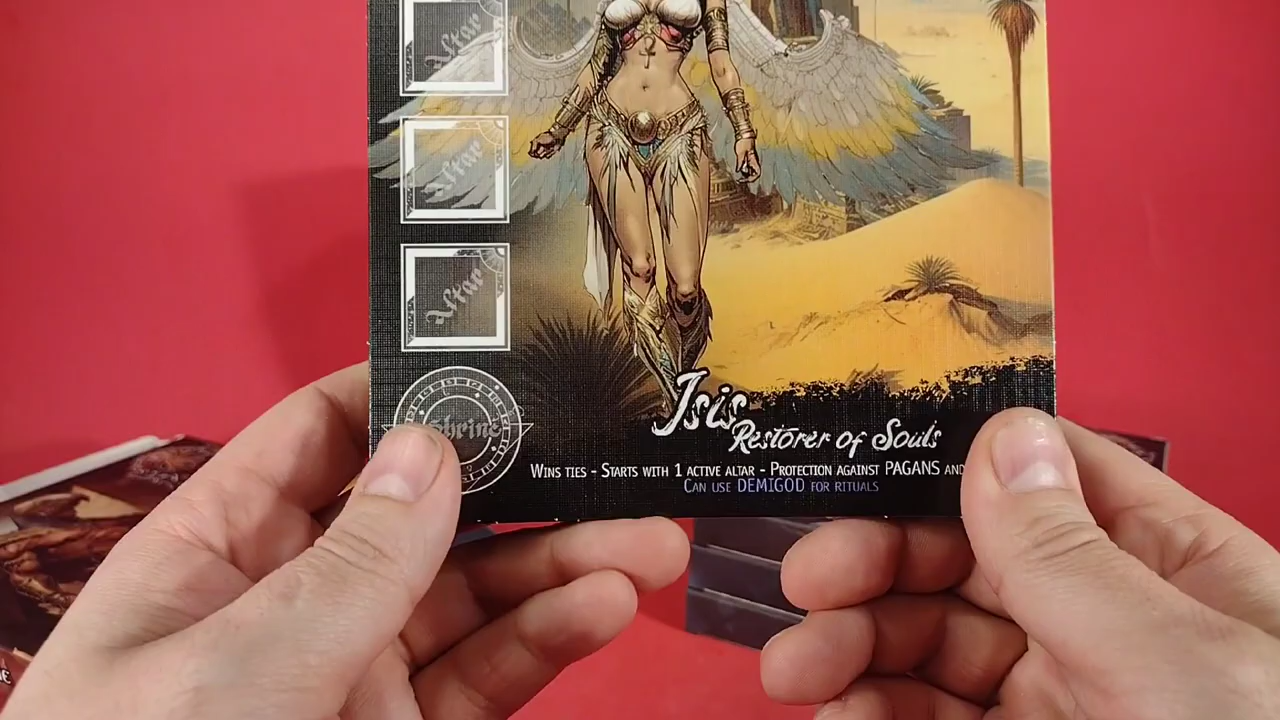 Altar
Altar
Altar
Shrine
Isis
Restorer of Souls
Wins ties - Starts with 1 active altar - Protection against PAGANS and
Can use DEMIGOD for rituals